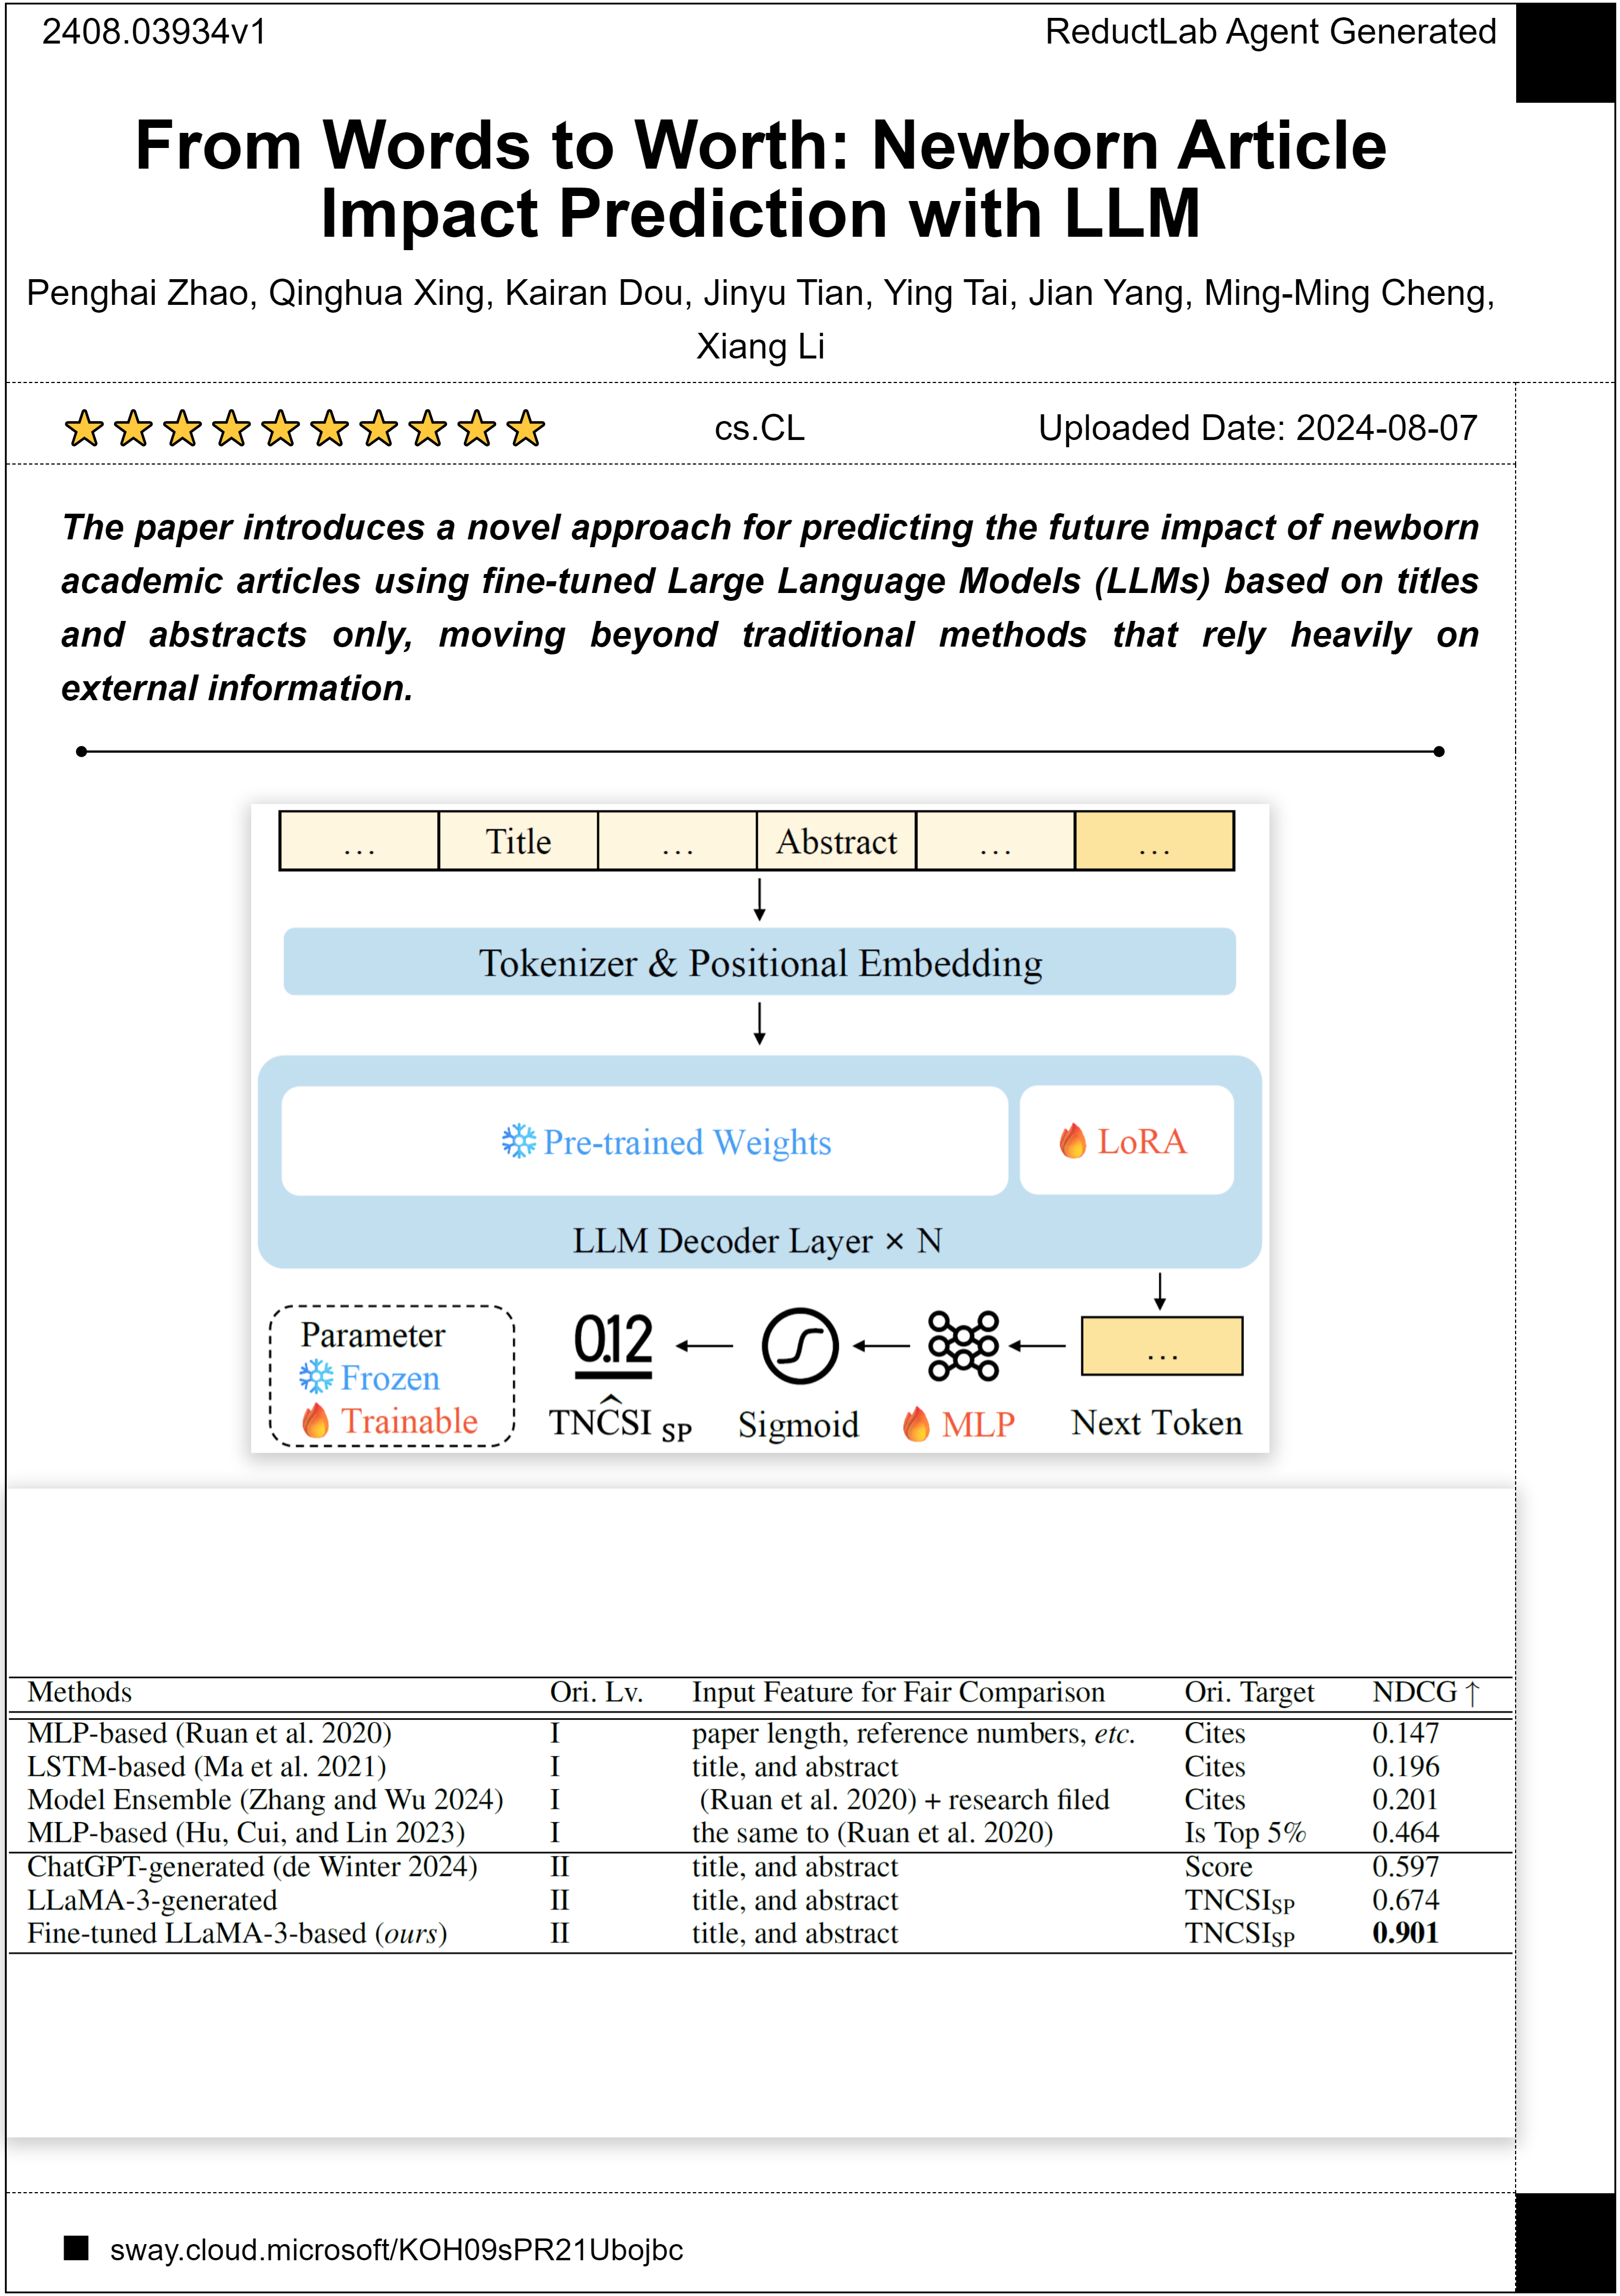 2408.03934v1 ReductLab Agent Generated
From Words to Worth: Newborn Article
Impact Prediction with LLM
Penghai Zhao, Qinghua Xing, Kairan Dou, Jinyu Tian, Ying Tai, Jian Yang, Ming-Ming Cheng,
Xiang Li
cs.CL Uploaded Date: 2024-08-07
The paper introduces a novel approach for predicting the future impact of newborn
academic articles using fine-tuned Large Language Models (LLMs) based on titles
and abstracts only, moving beyond traditional methods that rely heavily on
external information.
... Title ... Abstract ... ...
Tokenizer & Positional Embedding
Pre-trained Weights LoRA
LLM Decoder Layer × N
Parameter
Frozen
Trainable
0.12
...
TNCSI SP Sigmoid MLP Next Token
Methods Ori. Lv. Input Feature for Fair Comparison Ori. Target NDCG ↑
MLP-based (Ruan et al. 2020) I paper length, reference numbers, etc. Cites 0.147
LSTM-based (Ma et al. 2021) I title, and abstract Cites 0.196
Model Ensemble (Zhang and Wu 2024) I (Ruan et al. 2020) + research filed Cites 0.201
MLP-based (Hu, Cui, and Lin 2023) I the same to (Ruan et al. 2020) Is Top 5% 0.464
ChatGPT-generated (de Winter 2024) II title, and abstract Score 0.597
LLaMA-3-generated II title, and abstract TNCSISP 0.674
Fine-tuned LLaMA-3-based (ours) II title, and abstract TNCSISP 0.901
sway.cloud.microsoft/KOH09sPR21Ubojbc